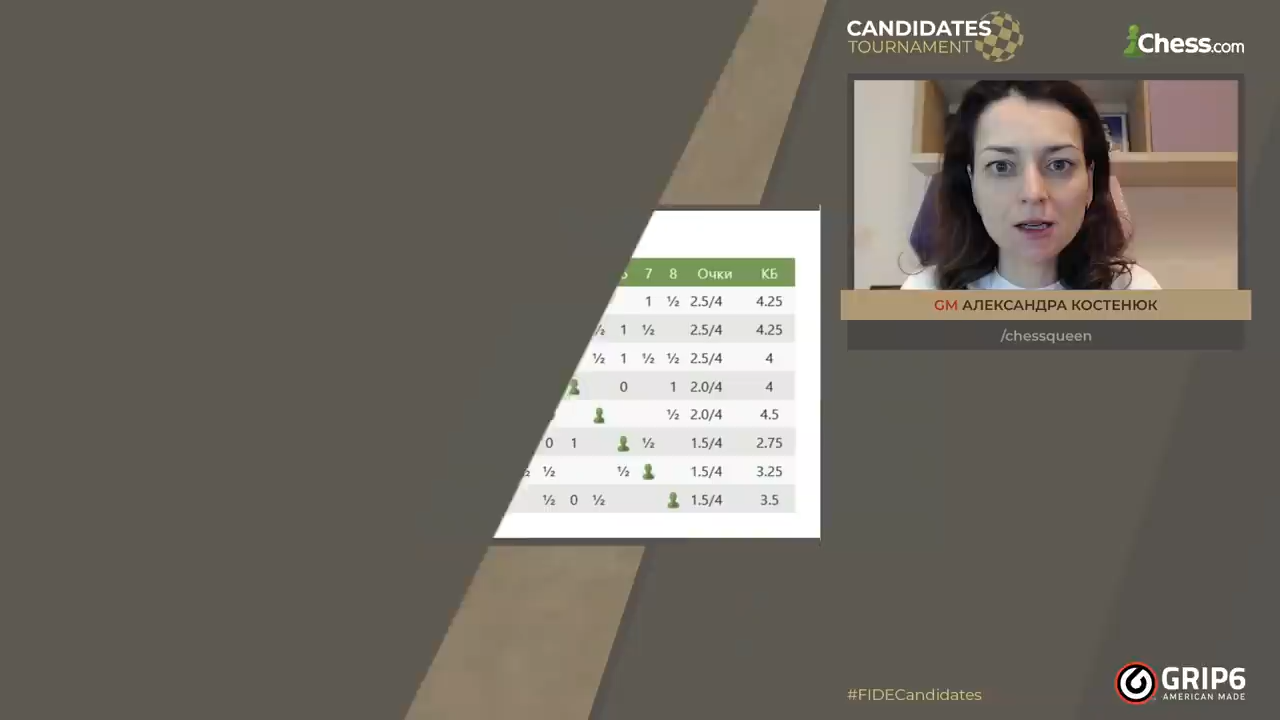 CANDIDATES
TOURNAMENT
Chess.com
7 8 Очки КБ
1 ½ 2.5/4 4.25
½ 1 ½ 2.5/4 4.25
½ 1 ½ ½ 2.5/4 4
0 1 2.0/4 4
½ 2.0/4 4.5
0 1 ½ 1.5/4 2.75
½ ½ 1.5/4 3.25
½ 0 ½ 1.5/4 3.5
GM АЛЕКСАНДРА КОСТЕНЮК
/chessqueen
#FIDECandidates
GRIP6
AMERICAN MADE